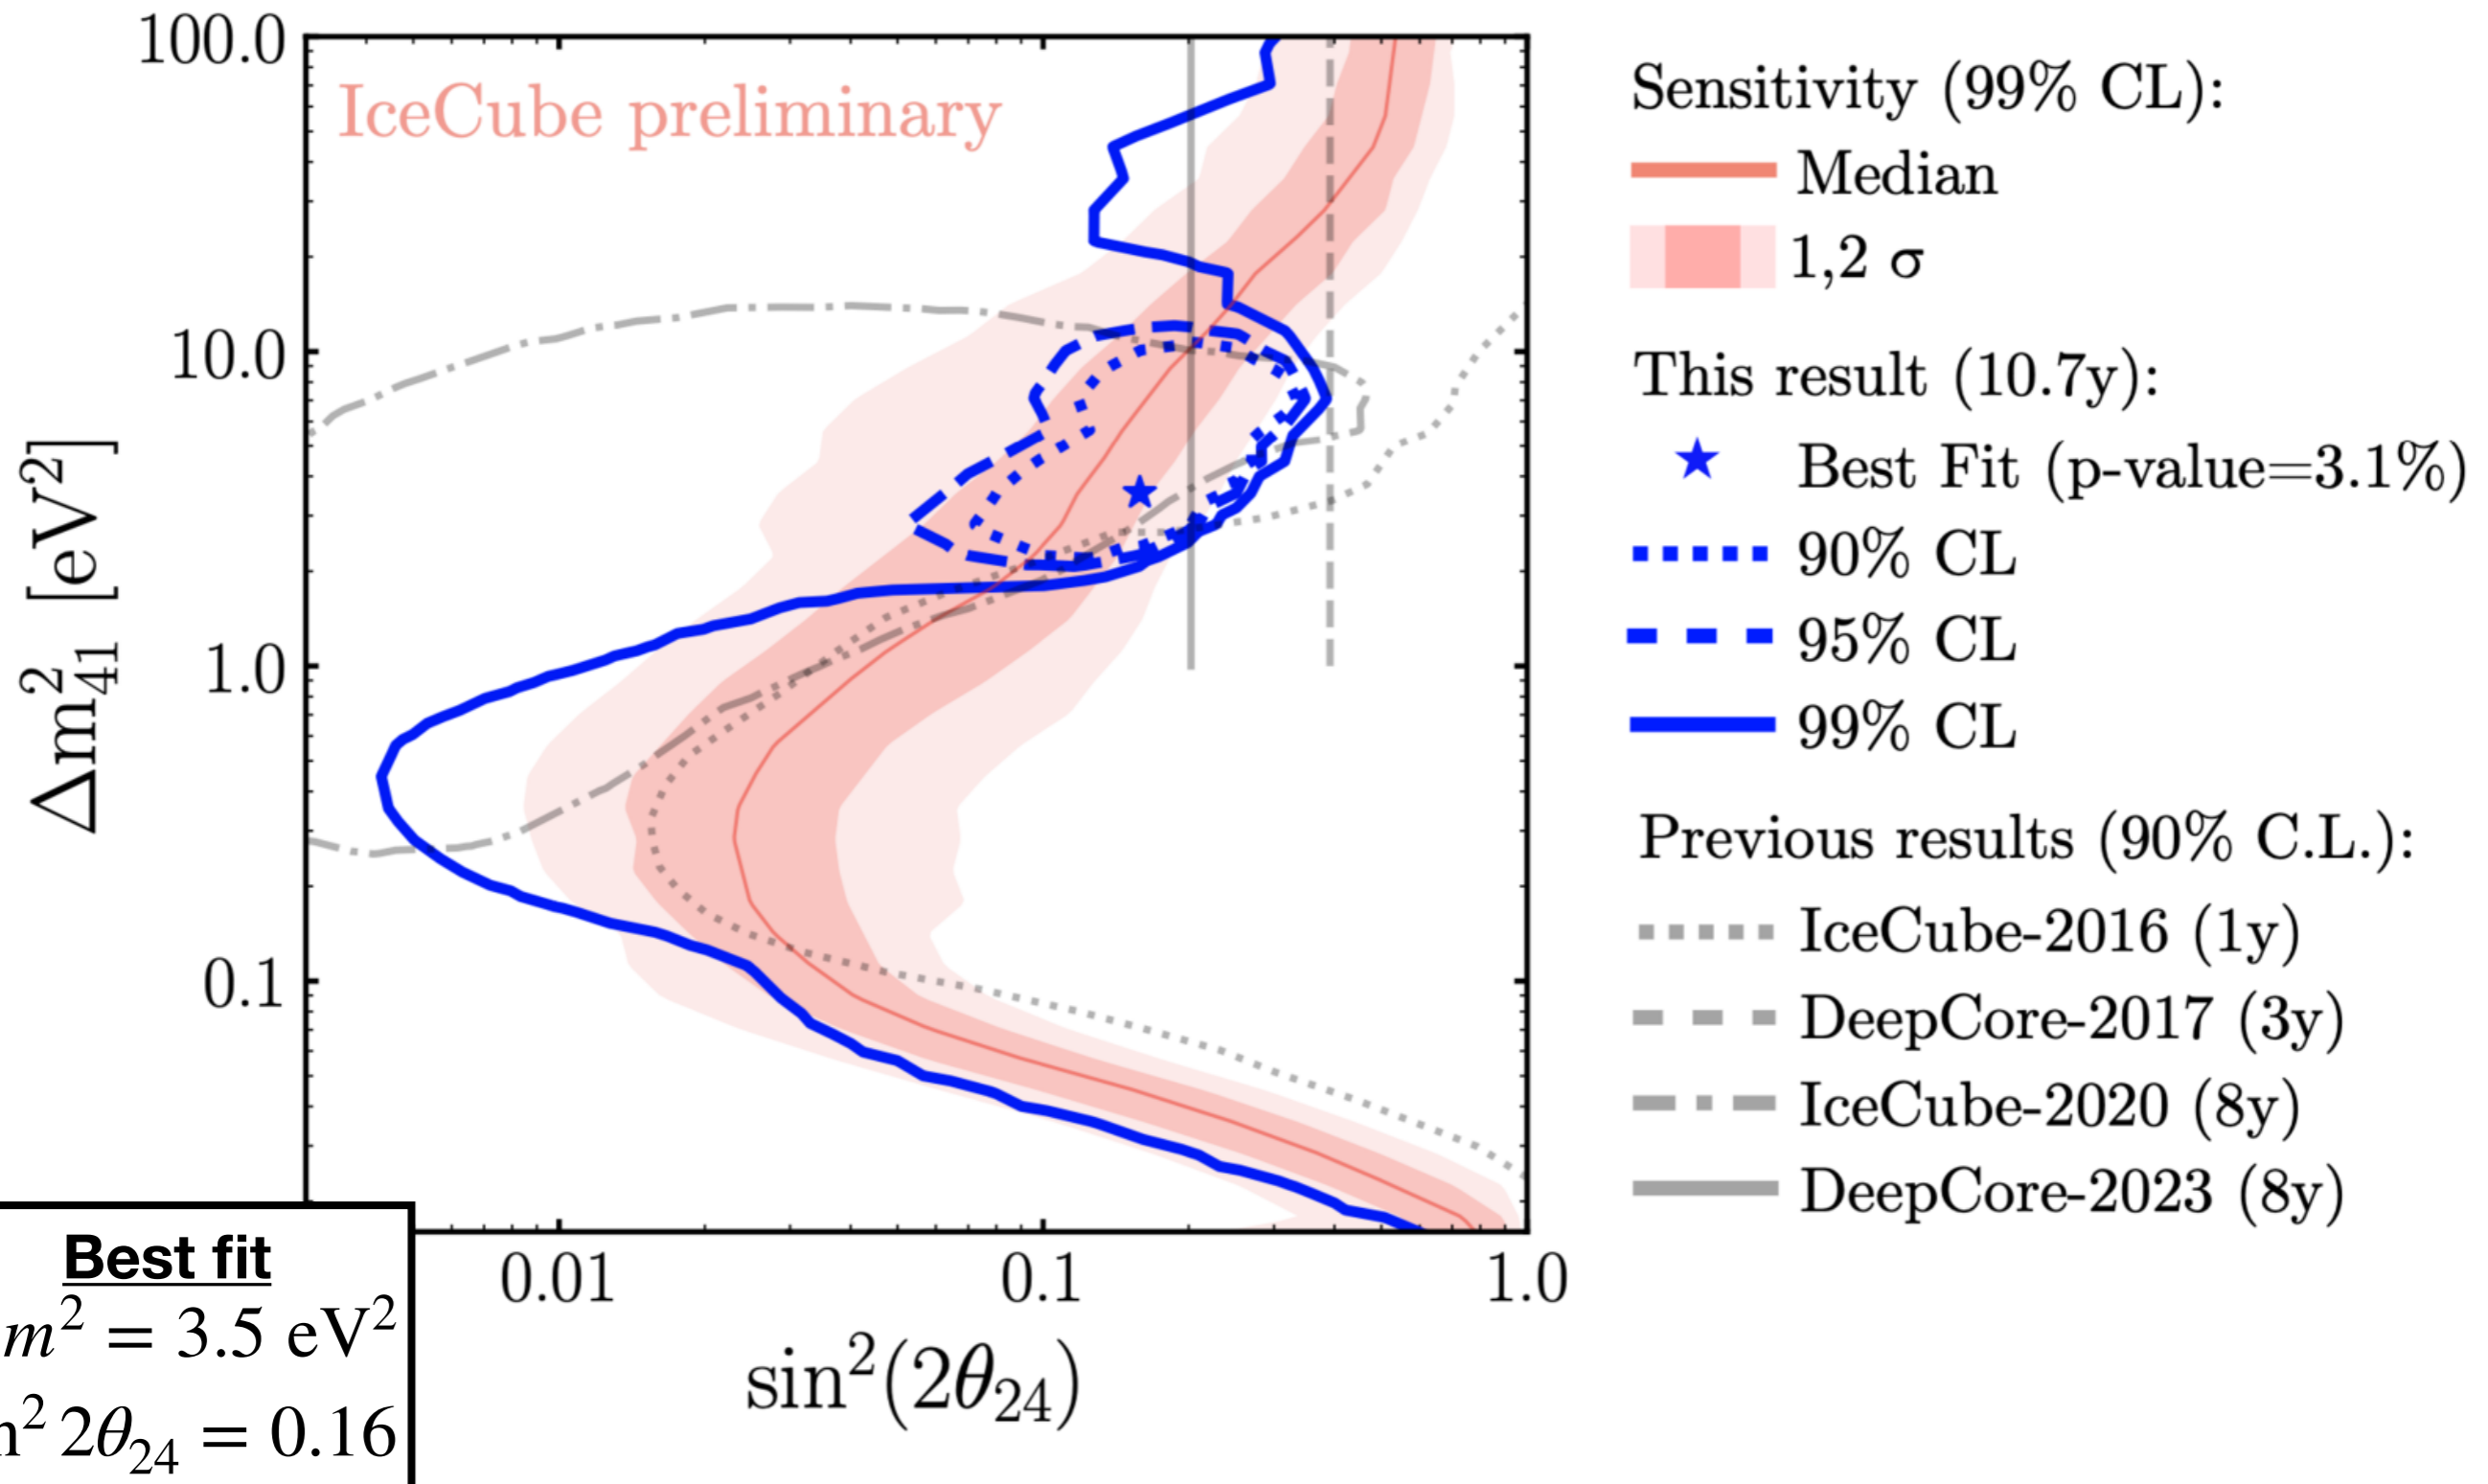 100.0
10.0
1.0
0.1
Δm²₄₁ [eV²]
IceCube preliminary
0.01
0.1
1.0
sin²(2θ₂₄)
Sensitivity (99% CL):
Median
1,2 σ
This result (10.7y):
Best Fit (p-value=3.1%)
90% CL
95% CL
99% CL
Previous results (90% C.L.):
IceCube-2016 (1y)
DeepCore-2017 (3y)
IceCube-2020 (8y)
DeepCore-2023 (8y)
Best fit
m² = 3.5 eV²
n² 2θ₂₄ = 0.16